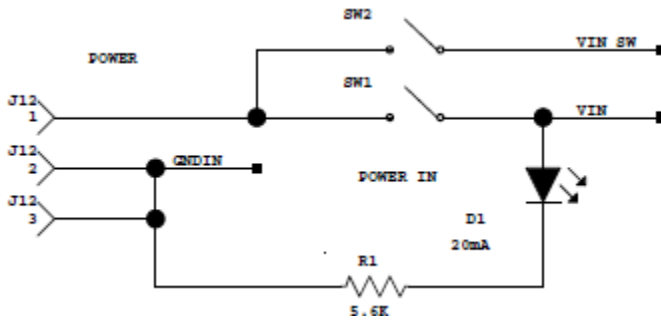 SW2
VIN SW
POWER
J12
1
SW1
VIN
J12
2
GNDIN
POWER IN
J12
3
D1
20mA
R1
5.6K